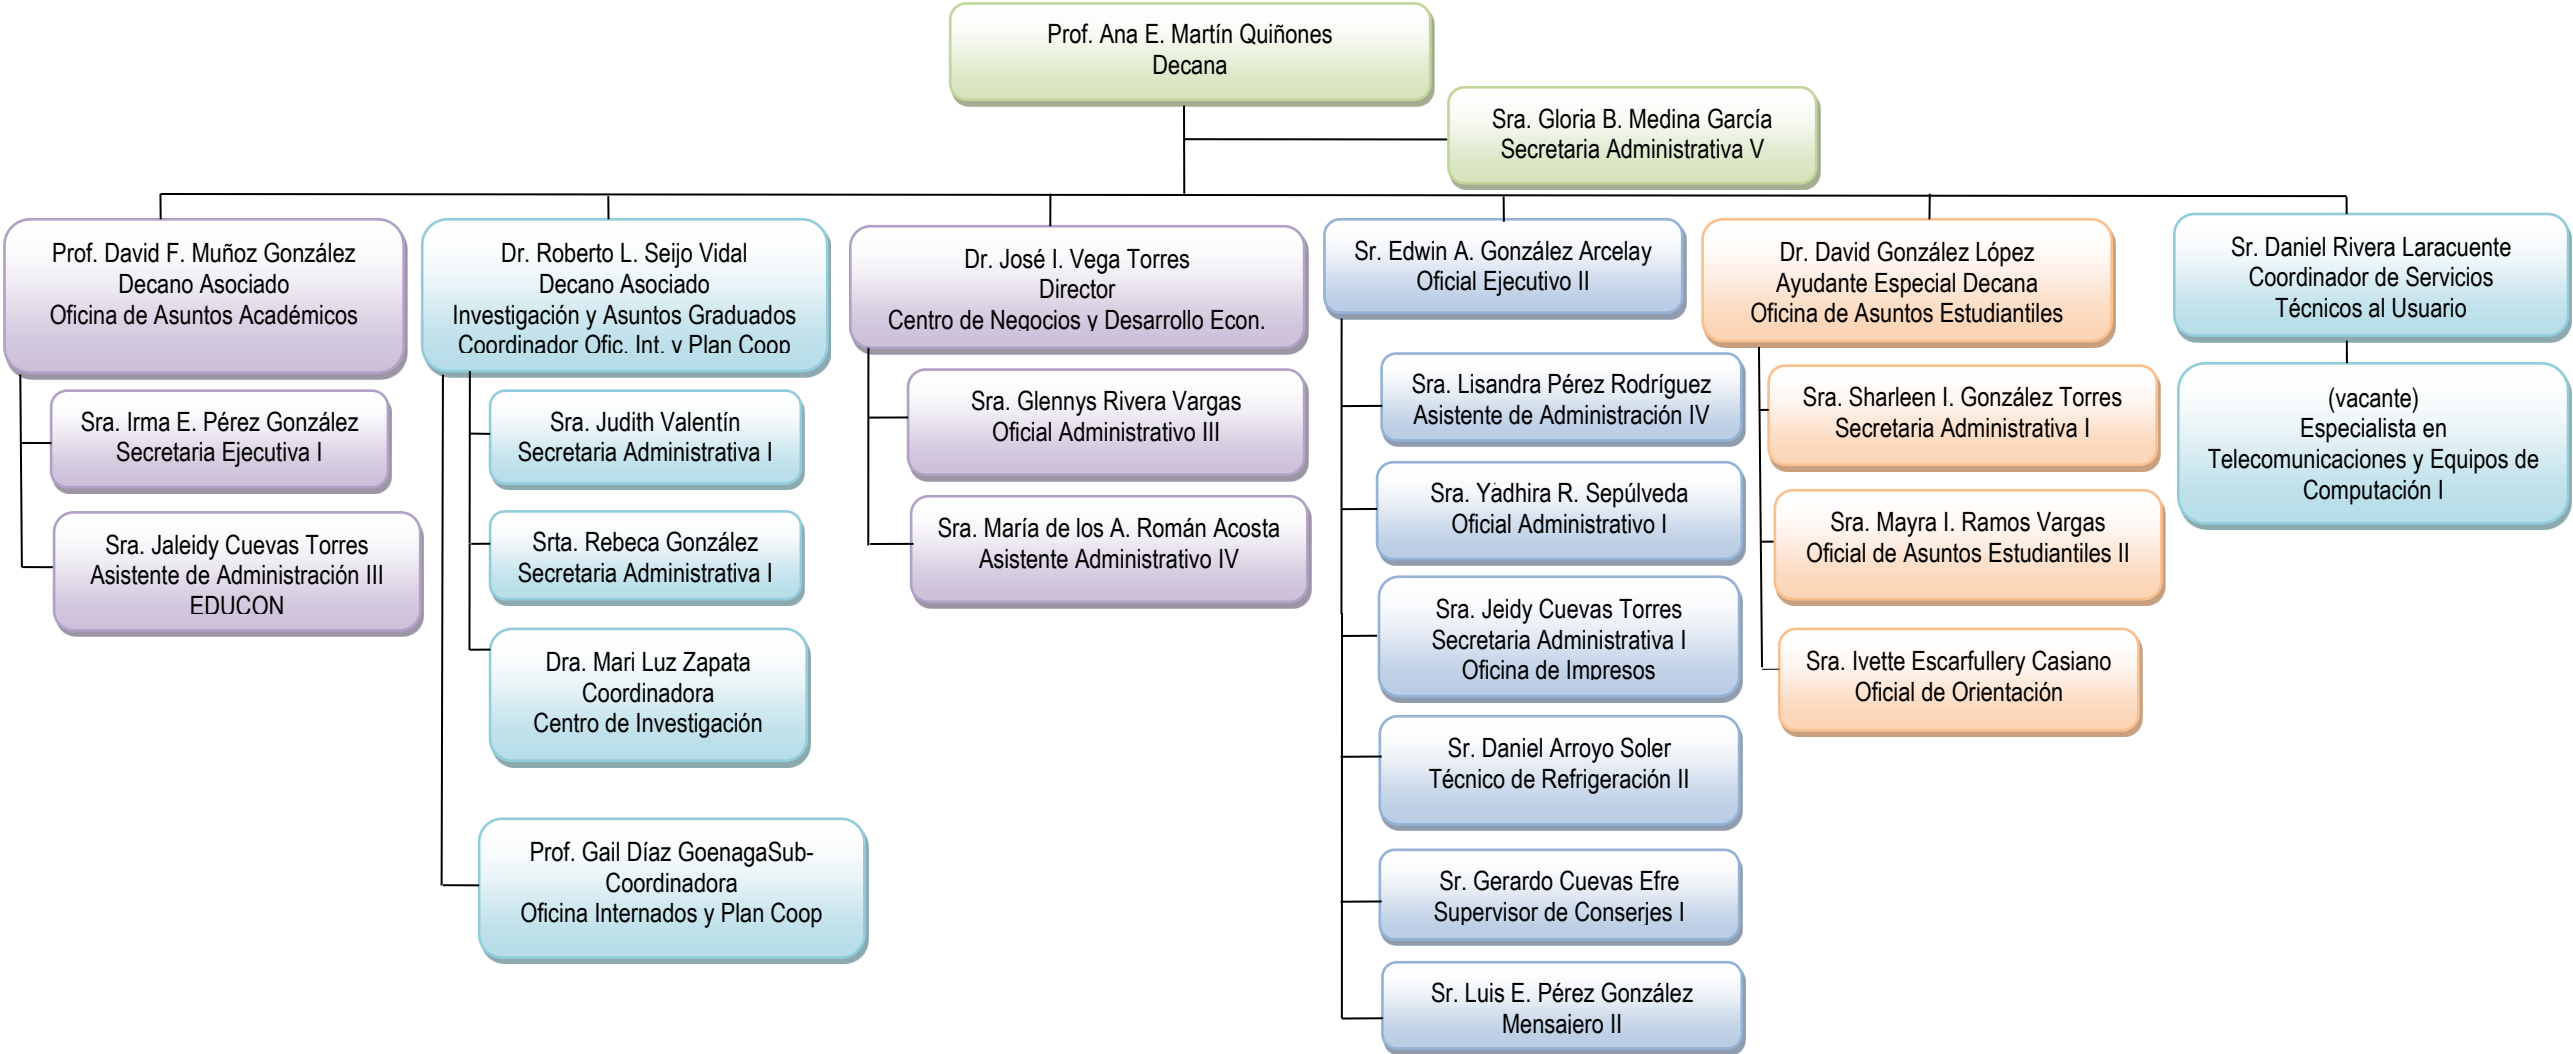 Prof. Ana E. Martín Quiñones
Decana
Sra. Gloria B. Medina García
Secretaria Administrativa V
Prof. David F. Muñoz González
Decano Asociado
Oficina de Asuntos Académicos
Sra. Irma E. Pérez González
Secretaria Ejecutiva I
Sra. Jaleidy Cuevas Torres
Asistente de Administración III
EDUCON
Dr. Roberto L. Seijo Vidal
Decano Asociado
Investigación y Asuntos Graduados
Coordinador Ofic. Int. y Plan Coop
Sra. Judith Valentín
Secretaria Administrativa I
Srta. Rebeca González
Secretaria Administrativa I
Dra. Mari Luz Zapata
Coordinadora
Centro de Investigación
Prof. Gail Díaz GoenagaSub-
Coordinadora
Oficina Internados y Plan Coop
Dr. José I. Vega Torres
Director
Centro de Negocios y Desarrollo Econ.
Sra. Glennys Rivera Vargas
Oficial Administrativo III
Sra. María de los A. Román Acosta
Asistente Administrativo IV
Sr. Edwin A. González Arcelay
Oficial Ejecutivo II
Sra. Lisandra Pérez Rodríguez
Asistente de Administración IV
Sra. Yadhira R. Sepúlveda
Oficial Administrativo I
Sra. Jeidy Cuevas Torres
Secretaria Administrativa I
Oficina de Impresos
Sr. Daniel Arroyo Soler
Técnico de Refrigeración II
Sr. Gerardo Cuevas Efre
Supervisor de Conserjes I
Sr. Luis E. Pérez González
Mensajero II
Dr. David González López
Ayudante Especial Decana
Oficina de Asuntos Estudiantiles
Sra. Sharleen I. González Torres
Secretaria Administrativa I
Sra. Mayra I. Ramos Vargas
Oficial de Asuntos Estudiantiles II
Sra. Ivette Escarfullery Casiano
Oficial de Orientación
Sr. Daniel Rivera Laracuente
Coordinador de Servicios
Técnicos al Usuario
(vacante)
Especialista en
Telecomunicaciones y Equipos de
Computación I